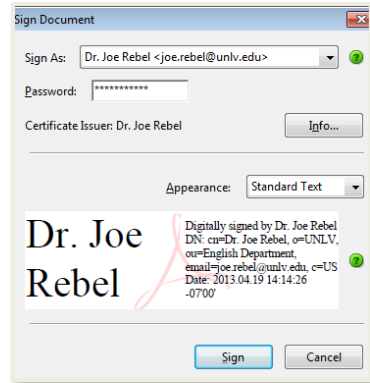 Sign Document
Sign As: Dr. Joe Rebel <joe.rebel@unlv.edu>
Password: ***********
Certificate Issuer: Dr. Joe Rebel Info...
Appearance: Standard Text
Dr. Joe
Rebel
Digitally signed by Dr. Joe Rebel
DN: cn=Dr. Joe Rebel, o=UNLV,
ou=English Department,
email=joe.rebel@unlv.edu, c=US
Date: 2013.04.19 14:14:26
-07'00'
Sign Cancel